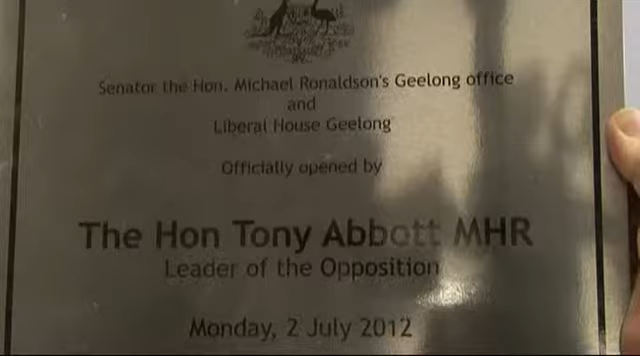 Senator the Hon. Michael Ronaldson's Geelong office
and
Liberal House Geelong
Officially opened by
The Hon Tony Abbott MHR
Leader of the Opposition
Monday, 2 July 2012